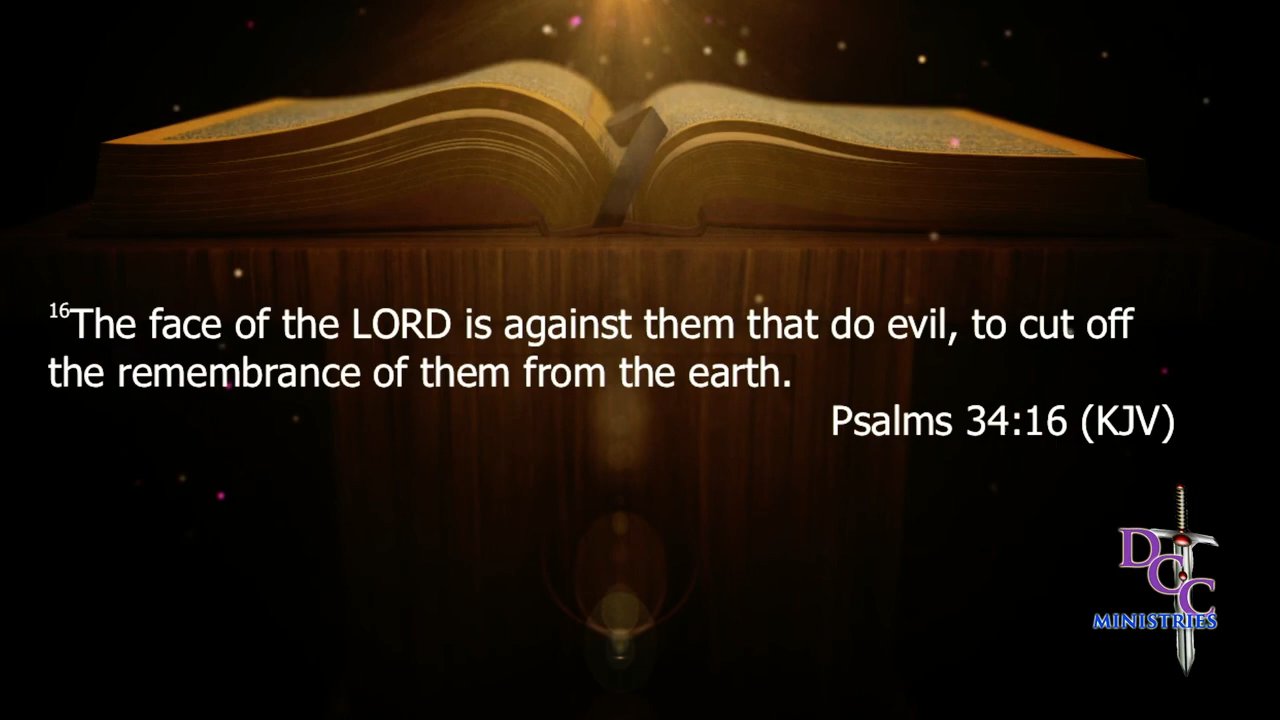 16The face of the LORD is against them that do evil, to cut off
the remembrance of them from the earth.
Psalms 34:16 (KJV)
DCC
MINISTRIES